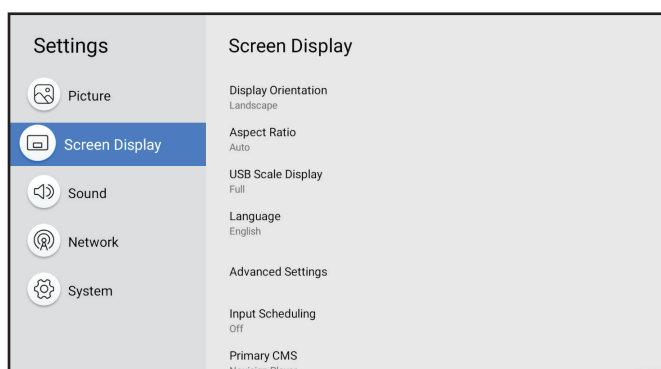 Settings
Picture
Screen Display
Sound
Network
System
Screen Display
Display Orientation
Landscape
Aspect Ratio
Auto
USB Scale Display
Full
Language
English
Advanced Settings
Input Scheduling
Off
Primary CMS